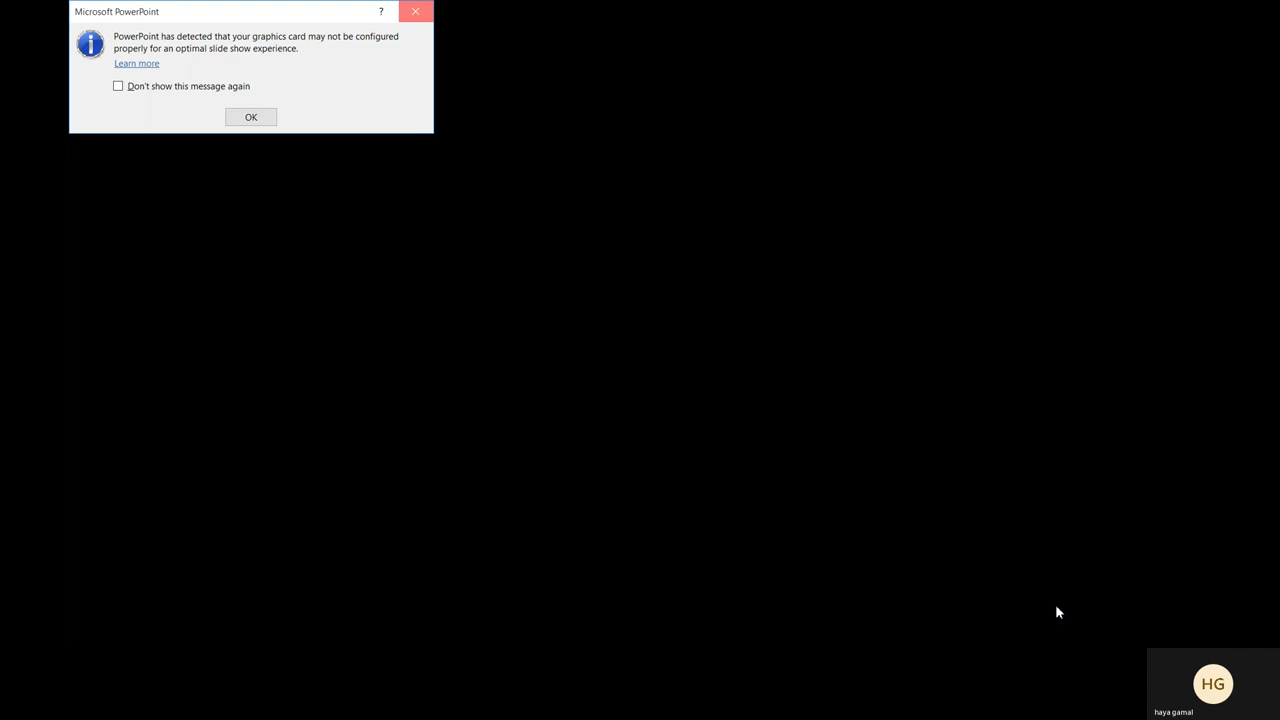 Microsoft PowerPoint
?
PowerPoint has detected that your graphics card may not be configured
properly for an optimal slide show experience.
Learn more
Don't show this message again
OK
HG
haya gamal